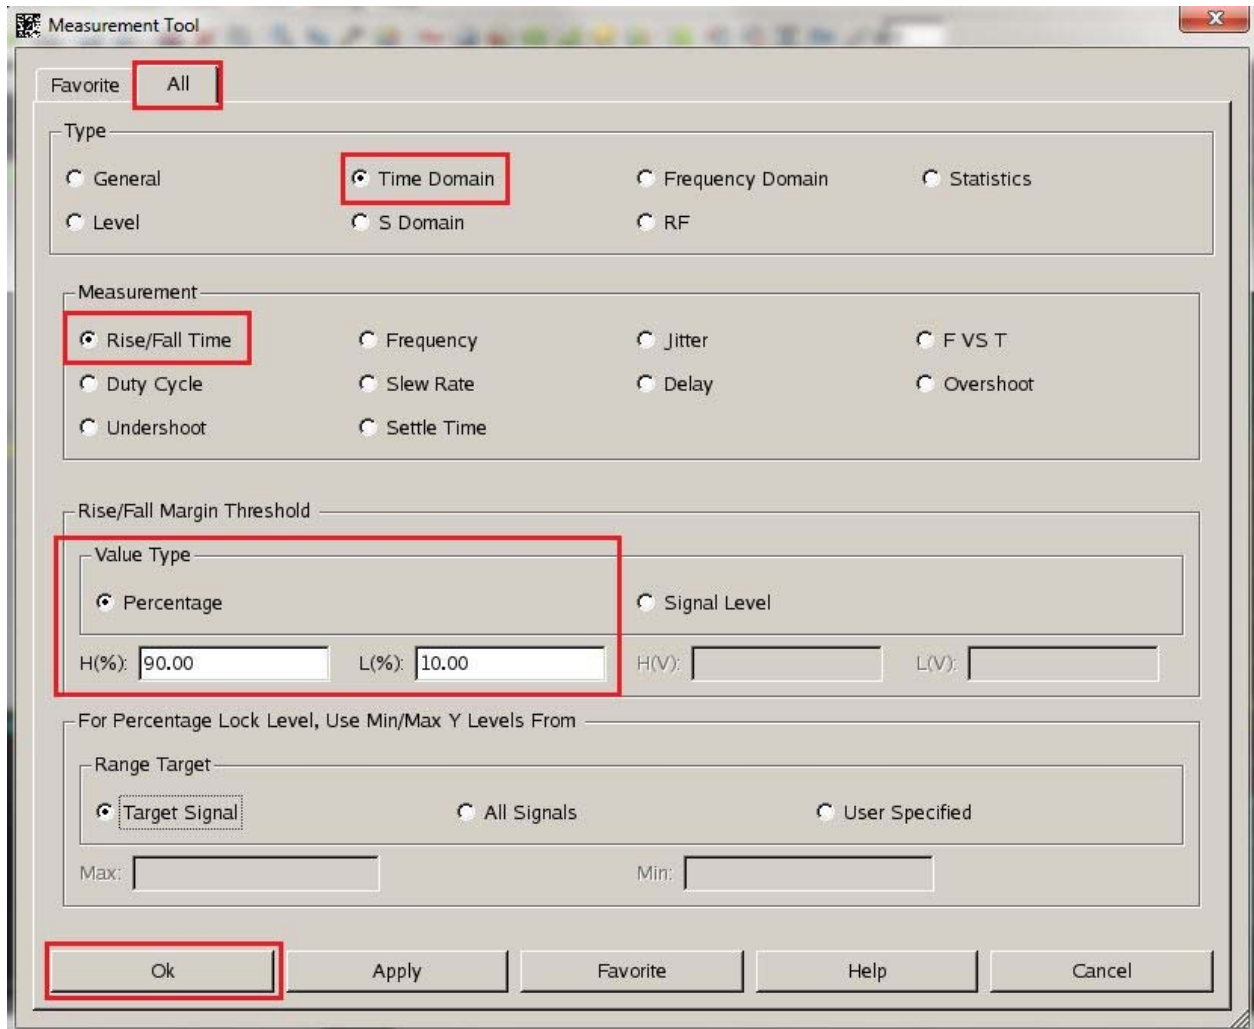 Measurement Tool
Favorite All
Type
General Time Domain Frequency Domain Statistics
Level S Domain RF
Measurement
Rise/Fall Time Frequency Jitter F VS T
Duty Cycle Slew Rate Delay Overshoot
Undershoot Settle Time
Rise/Fall Margin Threshold
Value Type
Percentage Signal Level
H(%): 90.00 L(%): 10.00 H(V): L(V):
For Percentage Lock Level, Use Min/Max Y Levels From
Range Target
Target Signal All Signals User Specified
Max: Min:
Ok Apply Favorite Help Cancel